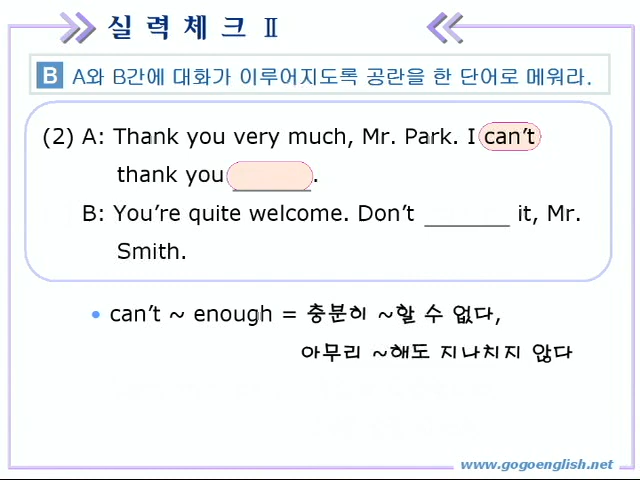 실력체크 Ⅱ
B A와 B간에 대화가 이루어지도록 공란을 한 단어로 메워라.
(2) A: Thank you very much, Mr. Park. I can't
thank you ______.
B: You're quite welcome. Don't ______ it, Mr.
Smith.
• can't ~ enough = 충분히 ~할 수 없다,
아무리 ~해도 지나치지 않다
www.gogoenglish.net